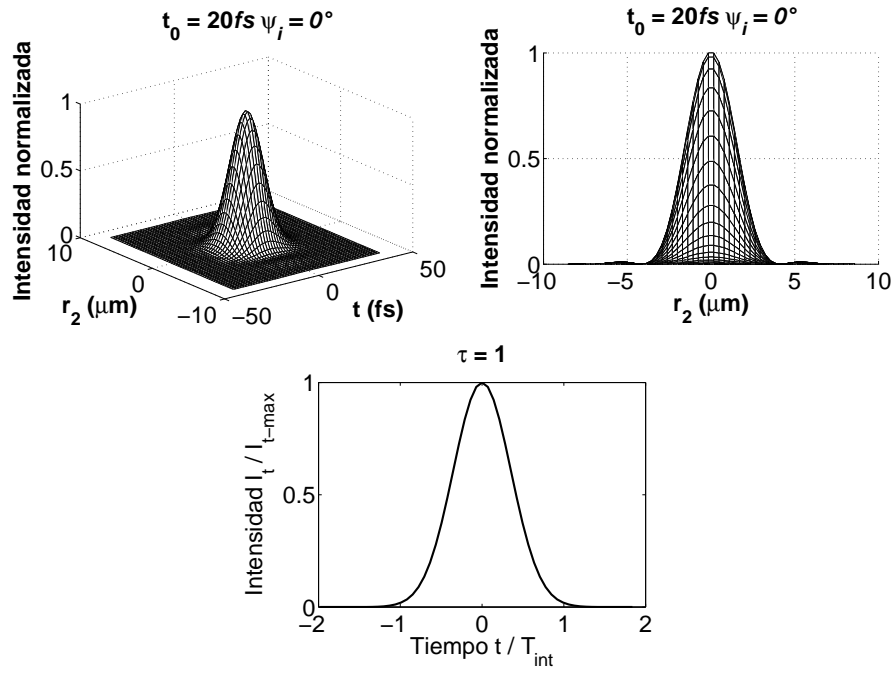 t₀ = 20fs ψᵢ = 0°
Intensidad normalizada
1
0.5
0
10
0
−10
r₂ (μm)
−50
0
50
t (fs)
t₀ = 20fs ψᵢ = 0°
Intensidad normalizada
1
0.5
0
−10
−5
0
5
10
r₂ (μm)
τ = 1
Intensidad I_t / I_t−max
1
0.5
0
−2
−1
0
1
2
Tiempo t / T_int